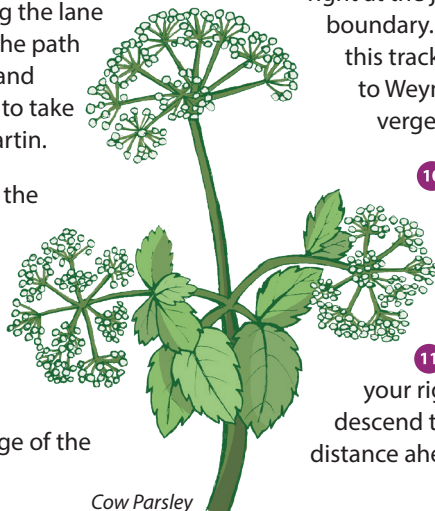 g the lane
he path
and
to take
artin.
the
ge of the
Cow Parsley
right at the
boundary.
this track
to Weyn
verge
10
11
your rig
descend t
distance ahe